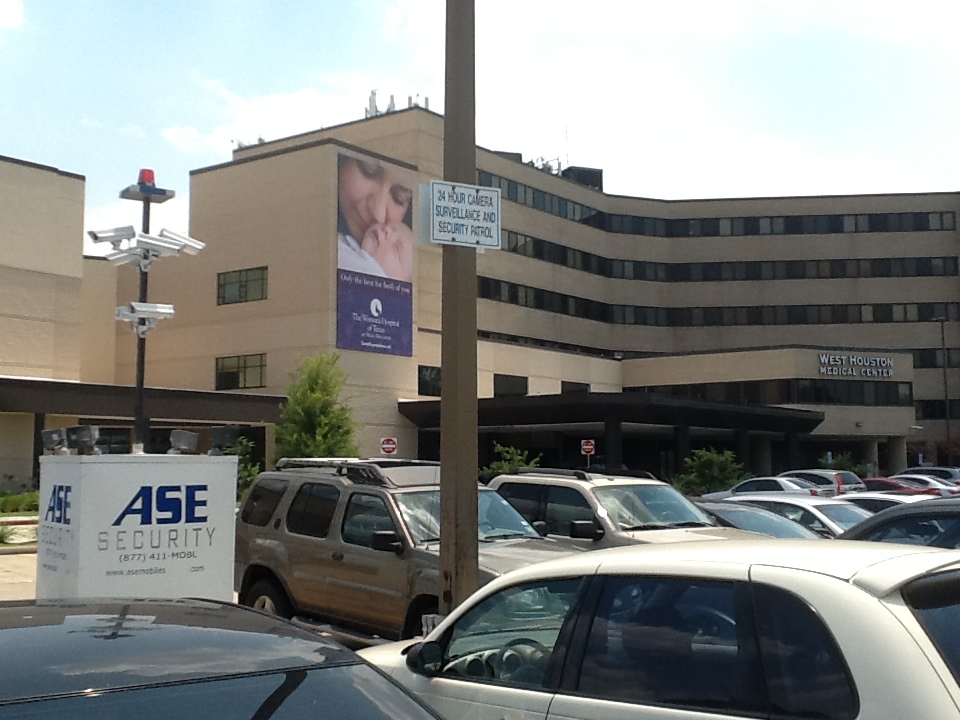 24 HOUR CAMERA
SURVEILLANCE AND
SECURITY PATROL
Only the best for both of you
The Woman's Hospital
of Texas
WEST HOUSTON
MEDICAL CENTER
ASE
ASE
SECURITY
(877) 411-MOBL
www.asemobiles .com